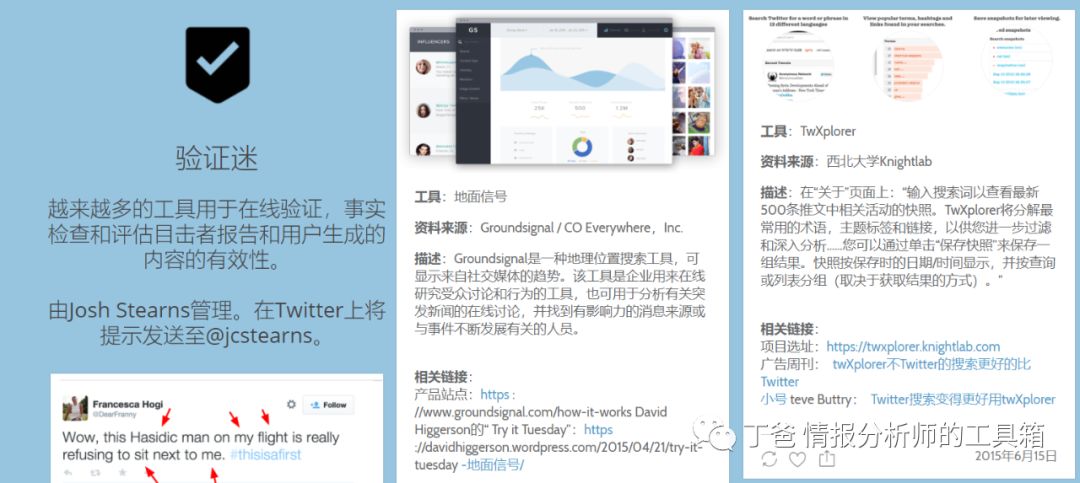 验证迷
越来越多的工具用于在线验证，事实
检查和评估目击者报告和用户生成的
内容的有效性。
由Josh Stearns管理。在Twitter上将
提示发送至@jcstearns。
Francesca Hogi
@DearFranny
Follow
Wow, this Hasidic man on my flight is really
refusing to sit next to me. #thisisafirst
INFLUENCERS
GS
25K
500
1.2M
工具：地面信号
资料来源：Groundsignal / CO Everywhere，Inc.
描述：Groundsignal是一种地理位置搜索工具，可
显示来自社交媒体的趋势。该工具是企业用来在线
研究受众讨论和行为的工具，也可用于分析有关突
发新闻的在线讨论，并找到有影响力的消息来源或
与事件不断发展有关的人员。
相关链接：
产品站点：https：
//www.groundsignal.com/how-it-works David
Higgerson的“ Try it Tuesday”：https
://davidhiggerson.wordpress.com/2015/04/21/try-it-
tuesday -地面信号/
Search Twitter for a word or phrase in
12 different languages
View popular terms, hashtags and
links found in your searches.
Save snapshots for later viewing.
工具：TwXplorer
资料来源：西北大学Knightlab
描述：在“关于”页面上：“输入搜索词以查看最新
500条推文中相关活动的快照。TwXplorer将分解最
常用的术语，主题标签和链接，以供您进一步过滤
和深入分析……您可以通过单击“保存快照”来保存一
组结果。快照按保存时的日期/时间显示，并按查询
或列表分组（取决于获取结果的方式）。”
相关链接：
项目选址：https://twxplorer.knightlab.com
广告周刊： twXplorer不Twitter的搜索更好的比
Twitter
小号 teve Buttry： Twitter搜索变得更好用twXplorer
2015年6月15日
丁爸 情报分析师的工具箱